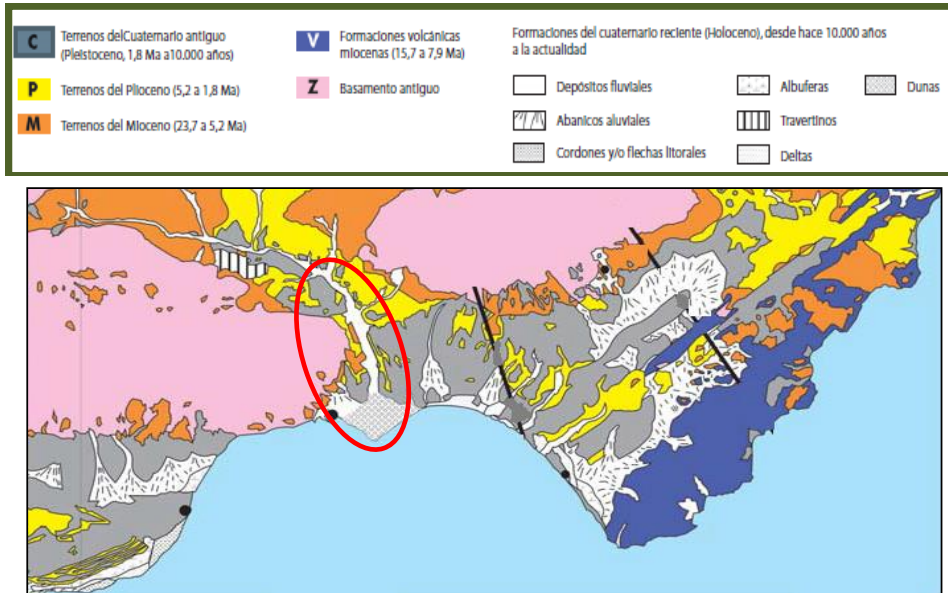 C
Terrenos delCuaternario antiguo
(Pleistoceno, 1,8 Ma a10.000 años)
P
Terrenos del Plioceno (5,2 a 1,8 Ma)
M
Terrenos del Mioceno (23,7 a 5,2 Ma)
V
Formaciones volcánicas
miocenas (15,7 a 7,9 Ma)
Z
Basamento antiguo
Formaciones del cuaternario reciente (Holoceno), desde hace 10.000 años
a la actualidad
Depósitos fluviales
Abanicos aluviales
Cordones y/o flechas litorales
Albuferas
Travertinos
Deltas
Dunas